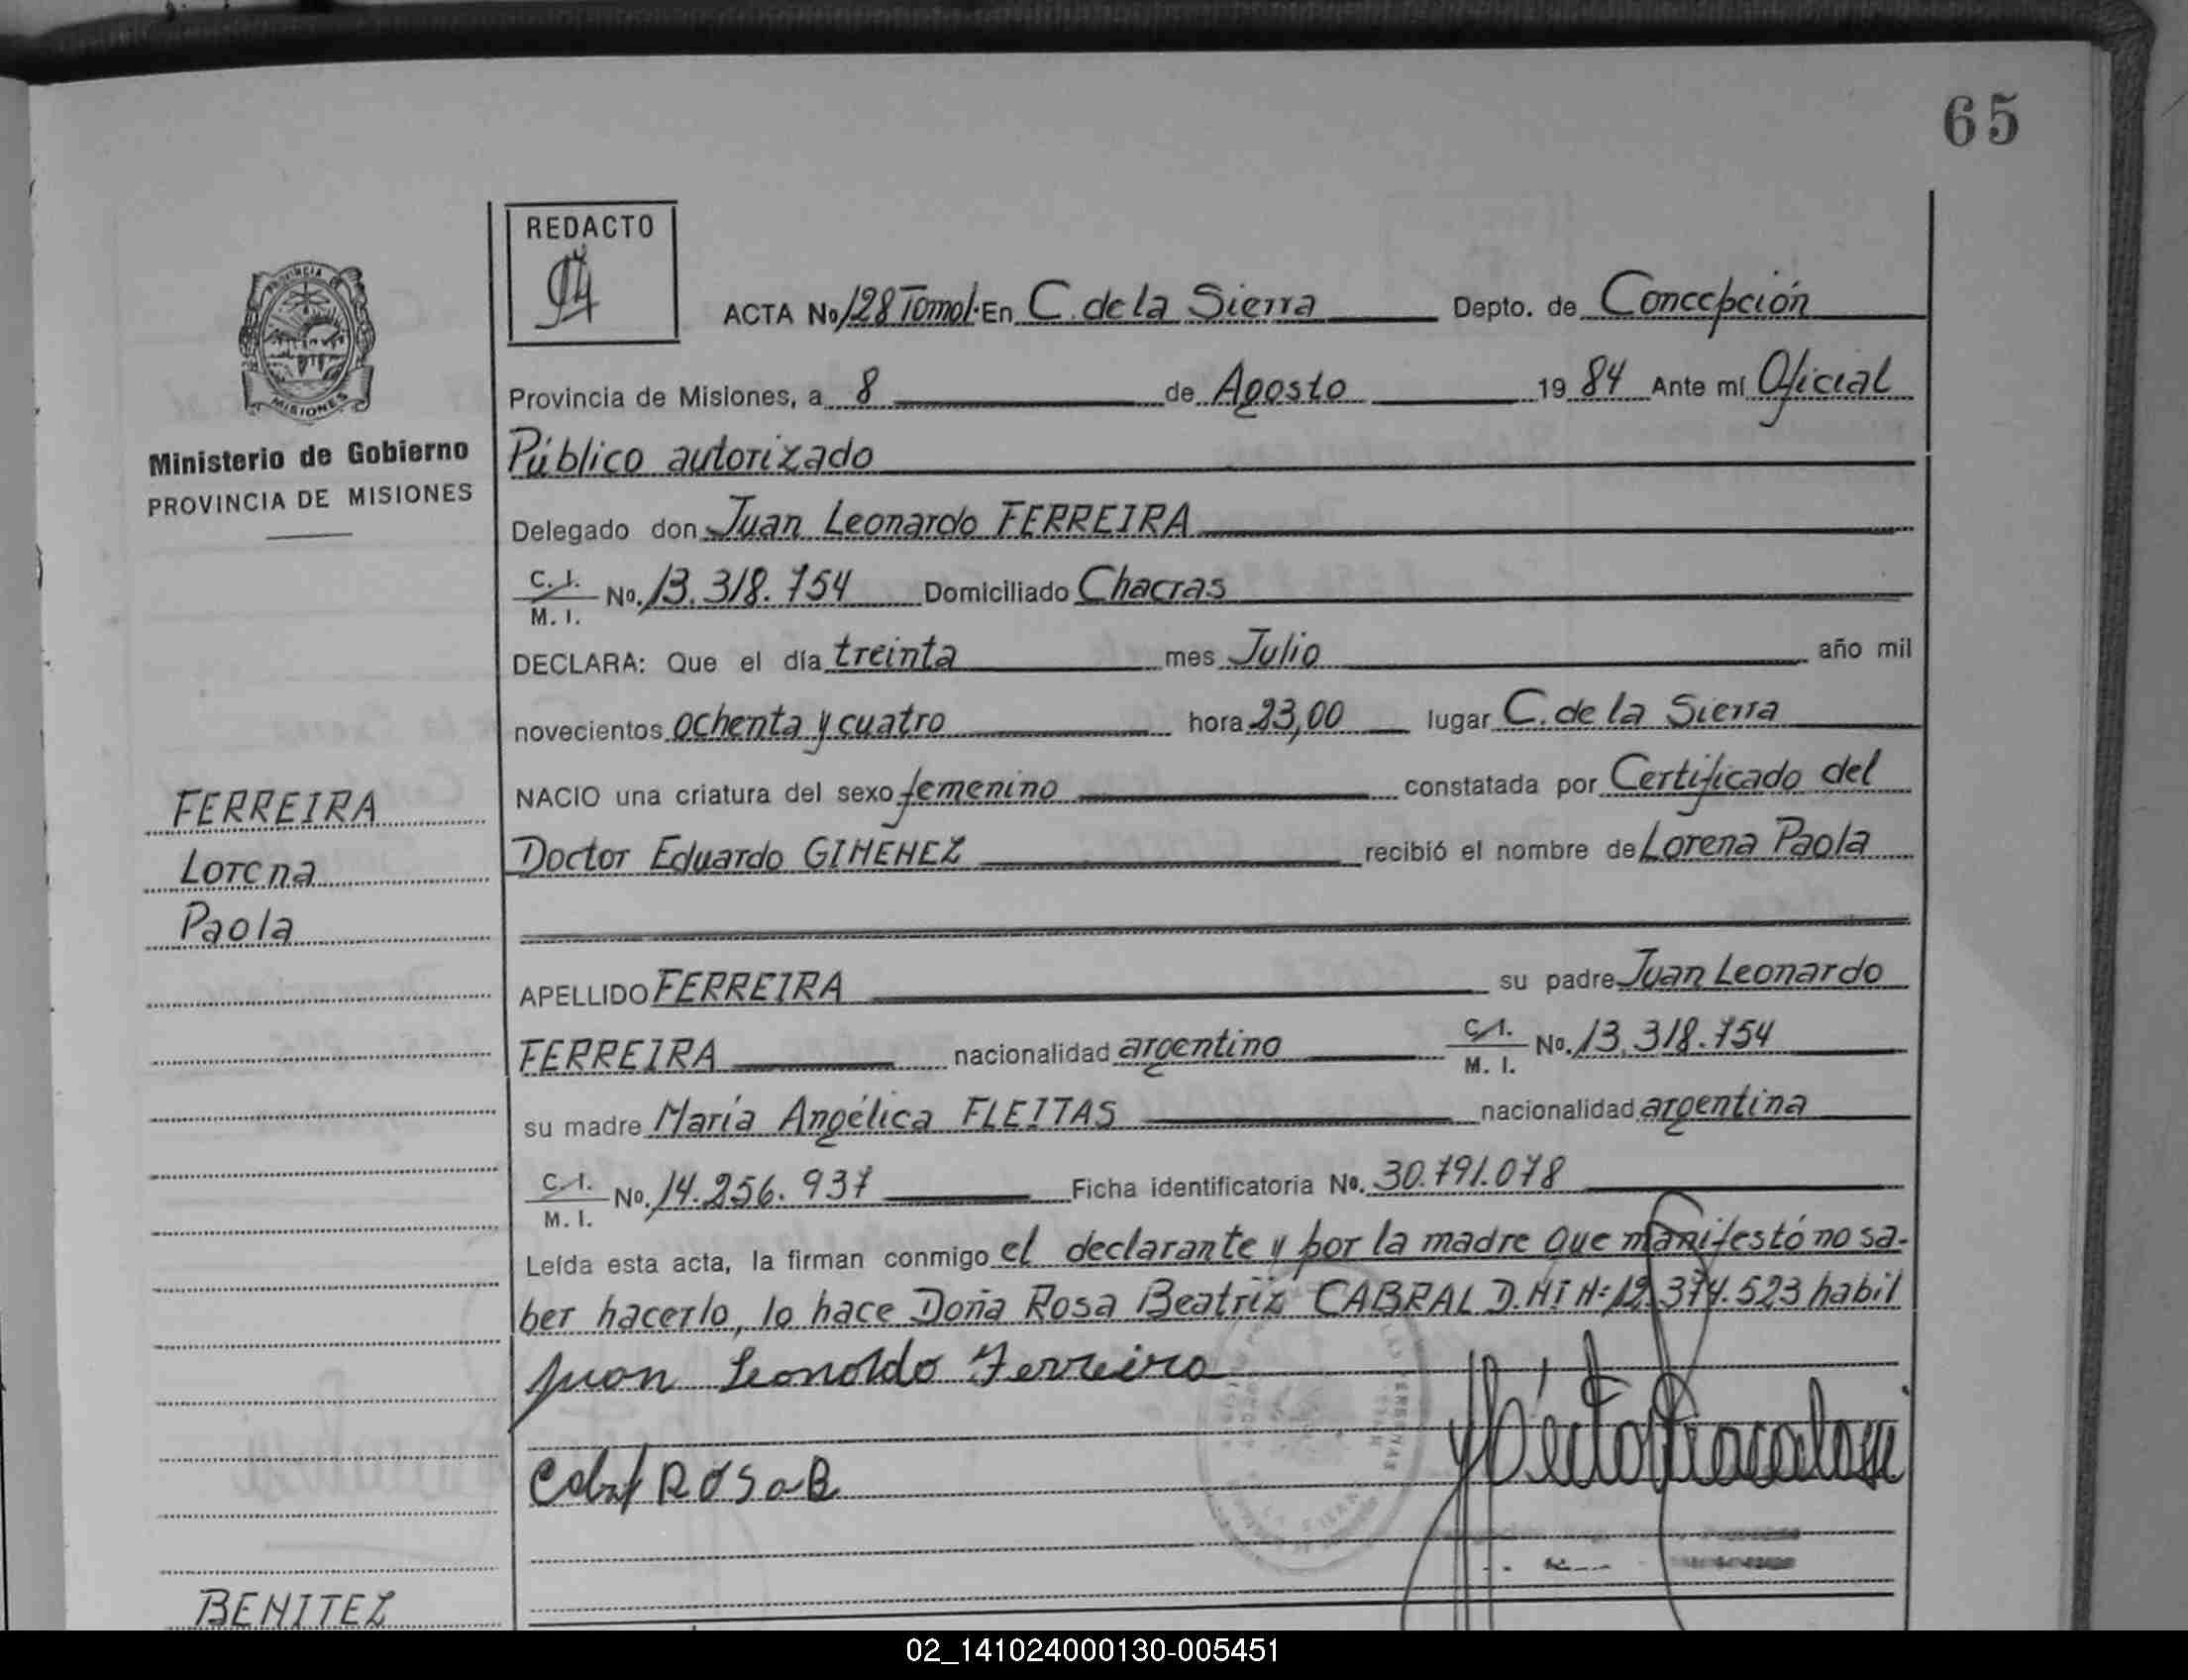 65
REDACTO
PROVINCIA
MISIONES
ACTA No 128 Tomo I. En C. de la Sierra Depto. de Concepción
Provincia de Misiones, a 8 de Agosto 1984 Ante mí Oficial
Ministerio de Gobierno
PROVINCIA DE MISIONES
Público autorizado
Delegado don Juan Leonardo FERREIRA
C. I. / M. I. No. 13.318.754 Domiciliado Chacras
DECLARA: Que el día treinta mes Julio año mil
novecientos ochenta y cuatro hora 23,00 lugar C. de la Sierra
NACIO una criatura del sexo femenino constatada por Certificado del
FERREIRA
Doctor Eduardo GIMENEZ recibió el nombre de Lorena Paola
Lorena
Paola
APELLIDO FERREIRA su padre Juan Leonardo
FERREIRA nacionalidad argentino C. I. / M. I. No. 13.318.754
su madre María Angélica FLEITAS nacionalidad argentina
C. I. / M. I. No. 14.256.937 Ficha identificatoria No. 30.791.078
Leída esta acta, la firman conmigo el declarante y por la madre que manifestó no sa-
ber hacerlo, lo hace Doña Rosa Beatriz CABRAL D.N.I N: 12.374.523 habil
Juan Leonoldo Ferreira
Cabral ROSA B
BENITEZ
02_141024000130-005451